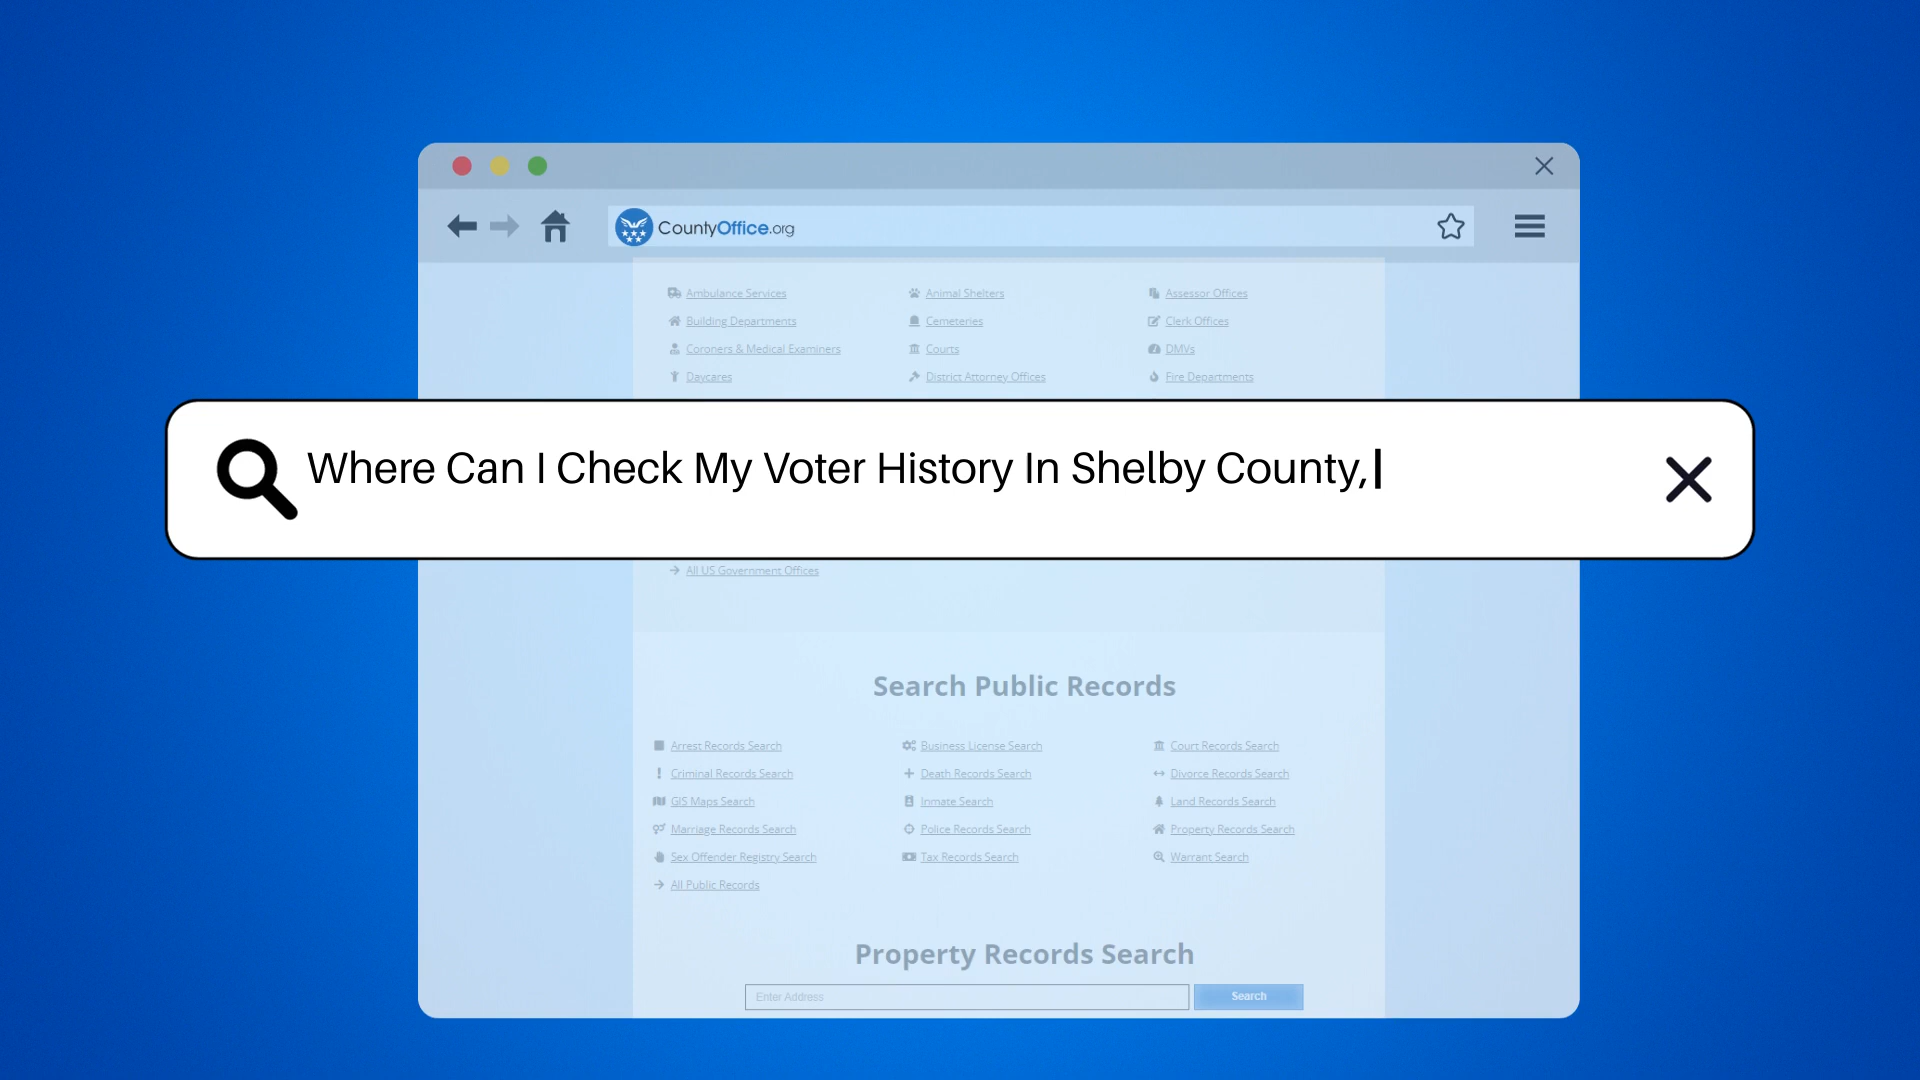 CountyOffice.org
Ambulance Services Animal Shelters Assessor Offices
Building Departments Cemeteries Clerk Offices
Coroners & Medical Examiners Courts DMVs
Daycares District Attorney Offices Fire Departments
Where Can I Check My Voter History In Shelby County,
All US Government Offices
Search Public Records
Arrest Records Search Business License Search Court Records Search
Criminal Records Search Death Records Search Divorce Records Search
GIS Maps Search Inmate Search Land Records Search
Marriage Records Search Police Records Search Property Records Search
Sex Offender Registry Search Tax Records Search Warrant Search
All Public Records
Property Records Search
Enter Address Search